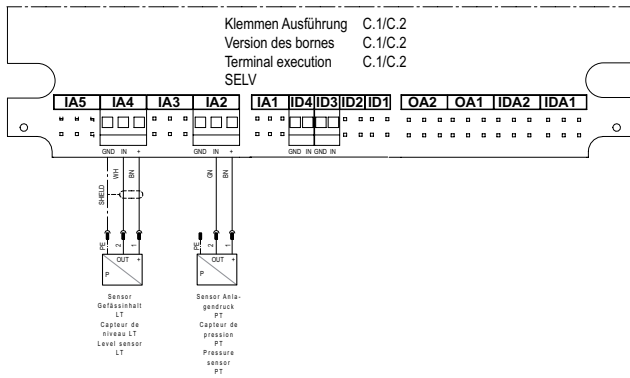 Klemmen Ausführung C.1/C.2
Version des bornes C.1/C.2
Terminal execution C.1/C.2
SELV
IA5 IA4 IA3 IA2 IA1 ID4 ID3 ID2 ID1 OA2 OA1 IDA2 IDA1
GND IN + GND IN + GND IN GND IN
SHIELD WH BN GN BN
PE 2 1 PE 2 1
OUT + OUT +
P P
Sensor
Gefässinhalt
LT
Capteur de
niveau LT
Level sensor
LT
Sensor Anla-
gendruck
PT
Capteur de
pression
PT
Pressure
sensor
PT